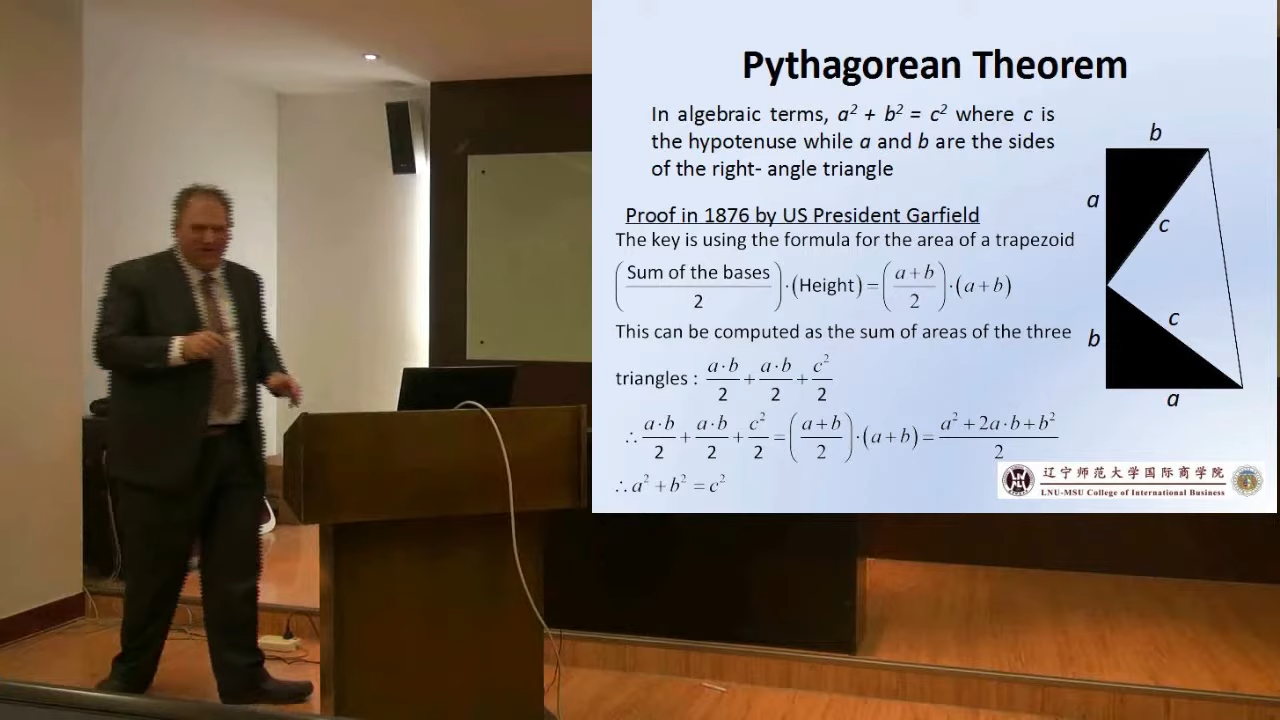 Pythagorean Theorem
In algebraic terms, a² + b² = c² where c is
the hypotenuse while a and b are the sides
of the right- angle triangle
Proof in 1876 by US President Garfield
The key is using the formula for the area of a trapezoid
(Sum of the bases / 2)·(Height)=(a+b / 2)·(a+b)
This can be computed as the sum of areas of the three
triangles : a·b / 2 + a·b / 2 + c² / 2
∴ a·b / 2 + a·b / 2 + c² / 2 = (a+b / 2)·(a+b)= a²+2a·b+b² / 2
∴a²+b²=c²
b
a
c
c
b
a
辽宁师范大学国际商学院
LNU-MSU College of International Business